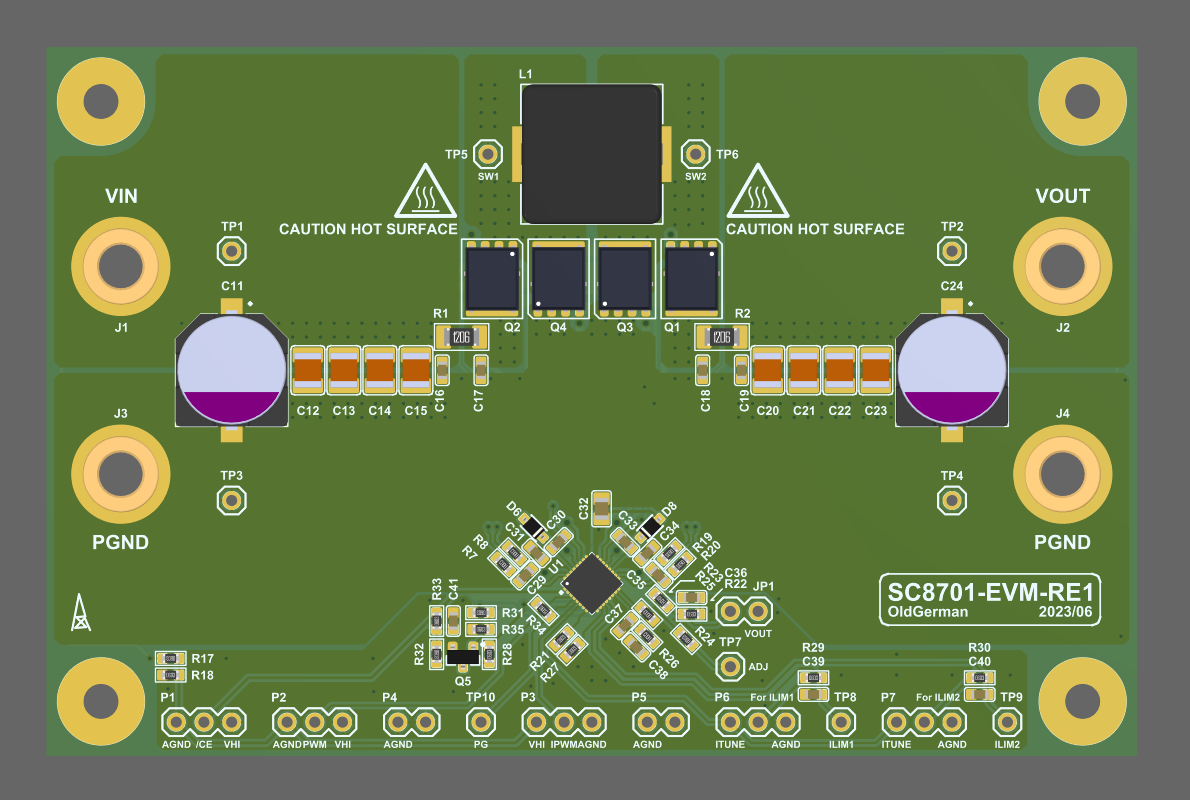 L1
TP5
SW1
TP6
SW2
VIN
VOUT
CAUTION HOT SURFACE
CAUTION HOT SURFACE
TP1
TP2
C11
C24
J1
J2
R1
Q2
Q4
Q3
Q1
R2
1206
1206
C12
C13
C14
C15
C16
C17
C18
C19
C20
C21
C22
C23
J3
J4
TP3
TP4
PGND
PGND
D6
C30
C32
D8
C31
C33
C34
R8
R7
R19
R20
U1
C29
C35
R23
R25
C36
R22
JP1
R33
C41
R31
R34
C37
R35
R24
VOUT
R32
R28
R21
R27
R26
C38
TP7
ADJ
Q5
SC8701-EVM-RE1
OldGerman 2023/06
R17
R18
R29
C39
R30
C40
P1
P2
P4
TP10
P3
P5
P6
For ILIM1
TP8
P7
For ILIM2
TP9
AGND /CE VHI
AGND PWM VHI
AGND
PG
VHI IPWM AGND
AGND
ITUNE AGND
ILIM1
ITUNE AGND
ILIM2